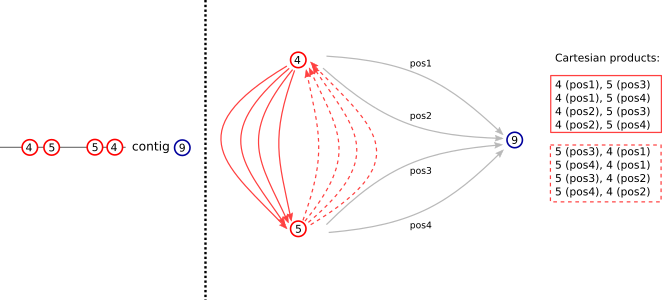 4 5 5 4 contig 9
4
5
pos1
pos2
pos3
pos4
9
Cartesian products:
4 (pos1), 5 (pos3)
4 (pos1), 5 (pos4)
4 (pos2), 5 (pos3)
4 (pos2), 5 (pos4)
5 (pos3), 4 (pos1)
5 (pos4), 4 (pos1)
5 (pos3), 4 (pos2)
5 (pos4), 4 (pos2)